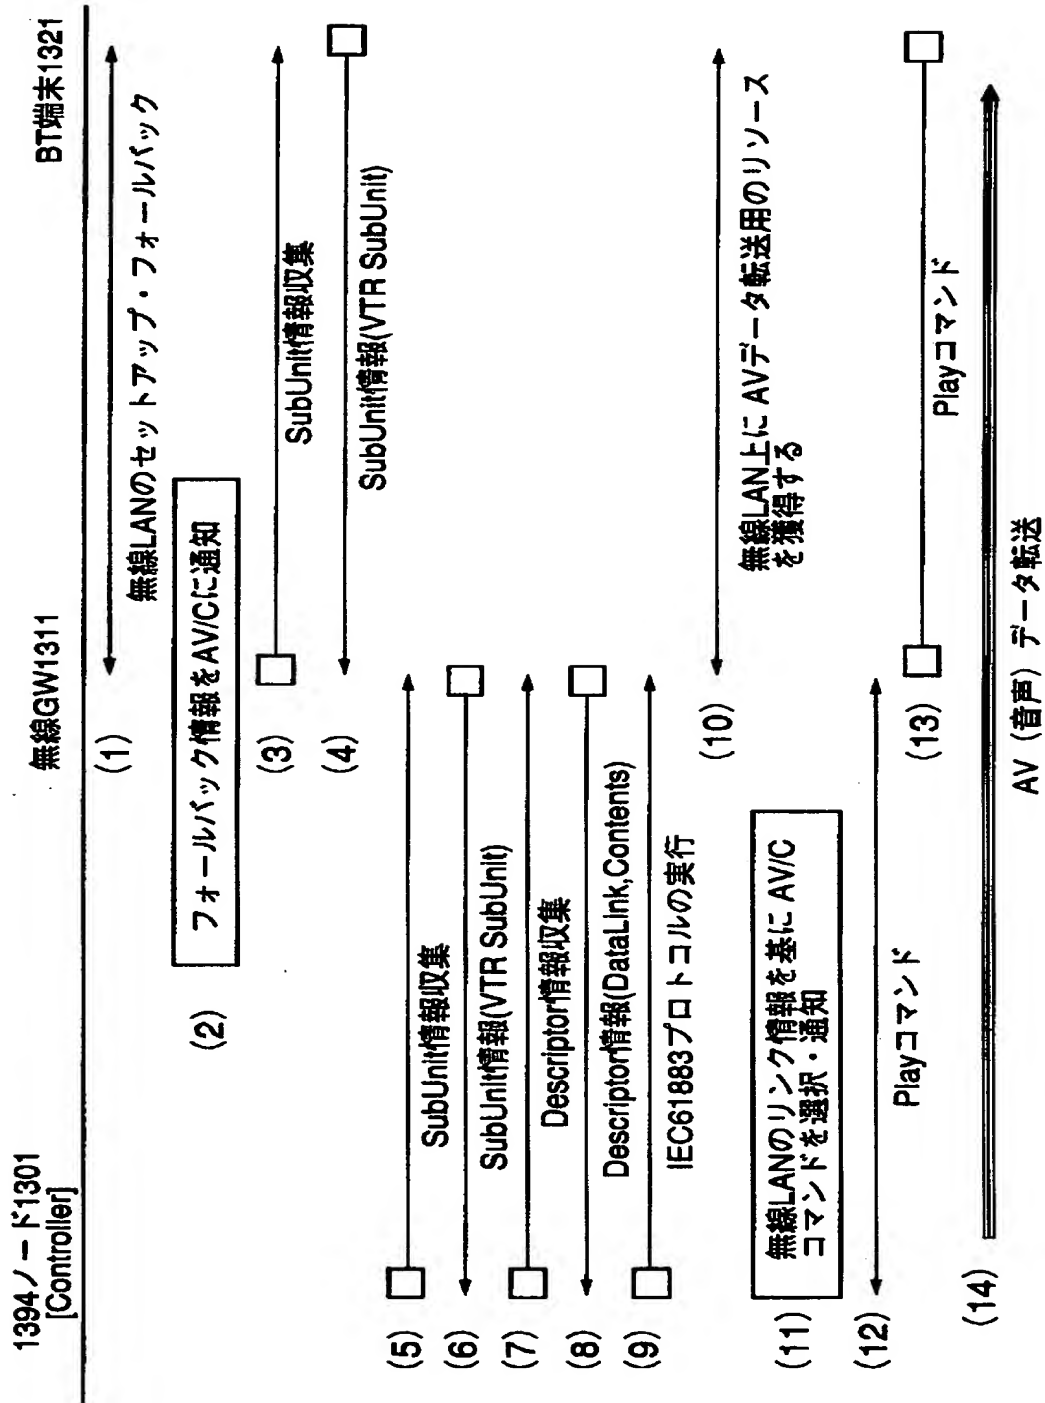 1394ノード1301
[Controller]
無線GW1311
BT端末1321
(1)
無線LANのセットアップ・フォールバック
(2)
フォールバック情報をAV/Cに通知
(3)
SubUnit情報収集
(4)
SubUnit情報(VTR SubUnit)
(5)
SubUnit情報収集
(6)
SubUnit情報(VTR SubUnit)
(7)
Descriptor情報収集
(8)
Descriptor情報(DataLink,Contents)
(9)
IEC61883プロトコルの実行
(10)
無線LAN上に AVデータ転送用のリソース
を獲得する
(11)
無線LANのリンク情報を基に AV/C
コマンドを選択・通知
(12)
Playコマンド
(13)
Playコマンド
(14)
AV（音声）データ転送